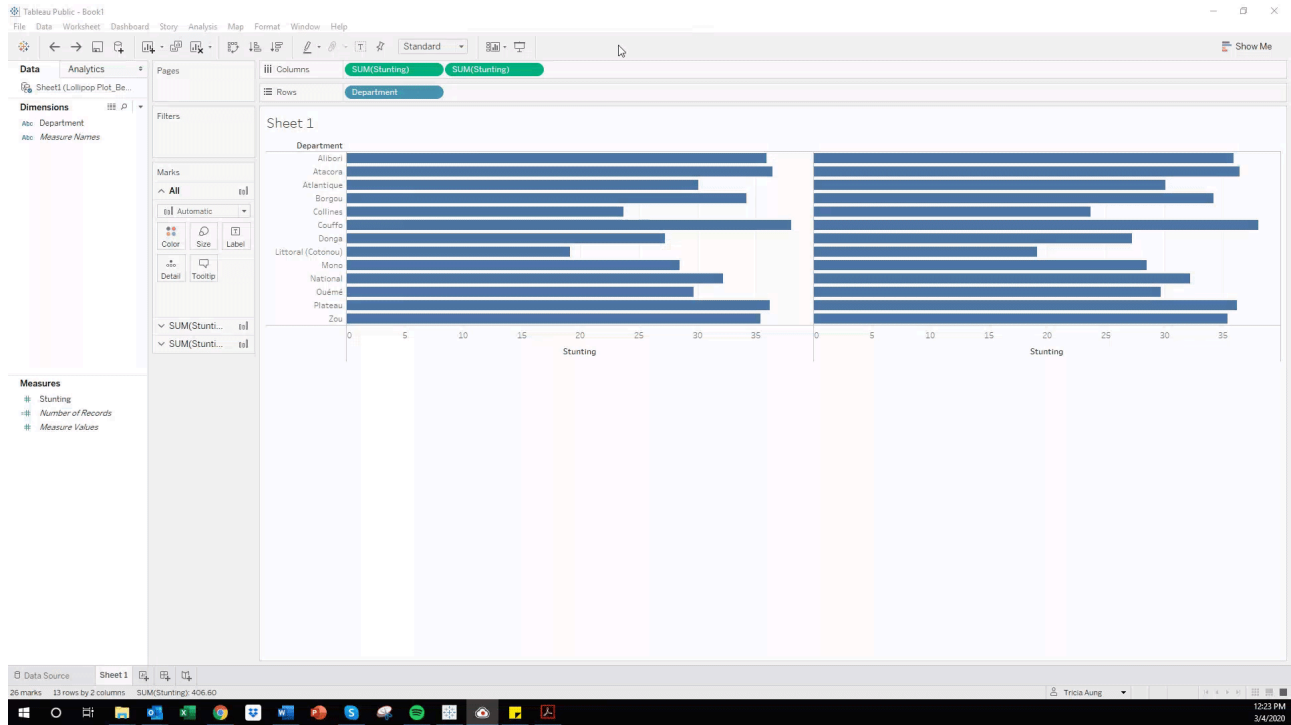 Tableau Public - Book1
File Data Worksheet Dashboard Story Analysis Map Format Window Help
Standard
Show Me
Data Analytics
Pages
Columns SUM(Stunting) SUM(Stunting)
Sheet1 (Lollipop Plot_Be...
Rows Department
Dimensions
Filters
Abc Department
Abc Measure Names
Sheet 1
Department
Alibori
Atacora
Atlantique
Borgou
Collines
Couffo
Donga
Littoral (Cotonou)
Mono
National
Ouémé
Plateau
Zou
0 5 10 15 20 25 30 35 0 5 10 15 20 25 30 35
Stunting Stunting
Marks
All
Automatic
Color Size Label
Detail Tooltip
SUM(Stunti...
SUM(Stunti...
Measures
# Stunting
=# Number of Records
# Measure Values
Data Source Sheet 1
26 marks 13 rows by 2 columns SUM(Stunting): 406.60 Tricia Aung
12:23 PM
3/4/2020